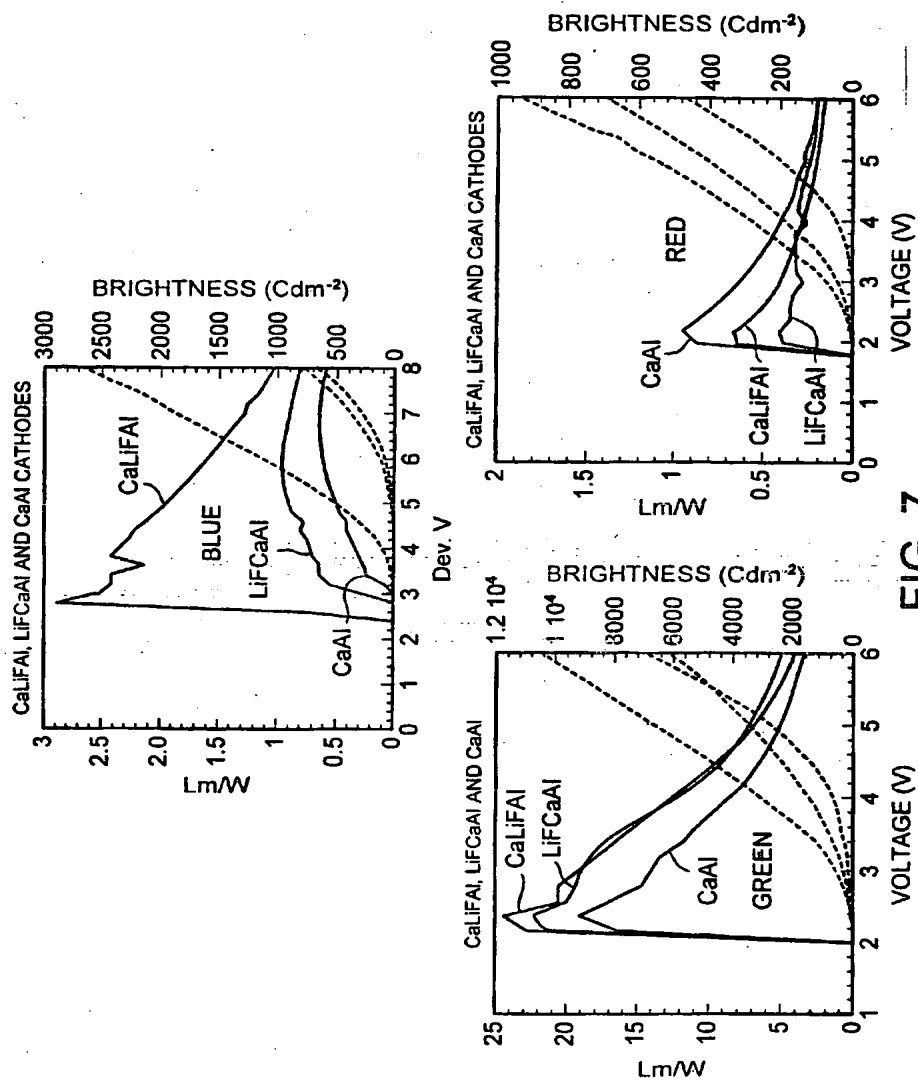 CaLiFAl, LiFCaAl AND CaAl CATHODES
Lm/W
3
2.5
2.0
1.5
1
0.5
0
BRIGHTNESS (Cdm⁻²)
3000
2500
2000
1500
1000
500
0
CaLiFAl
BLUE
LiFCaAl
CaAl
0 1 2 3 4 5 6 7 8
Dev. V
CaLiFAl, LiFCaAl AND CaAl
Lm/W
25
20
15
10
5
0
BRIGHTNESS (Cdm⁻²)
1.2 10⁴
1 10⁴
8000
6000
4000
2000
0
CaLiFAl
LiFCaAl
CaAl
GREEN
1 2 3 4 5 6
VOLTAGE (V)
CaLiFAl, LiFCaAl AND CaAl CATHODES
Lm/W
2
1.5
1
0.5
0
BRIGHTNESS (Cdm⁻²)
1000
800
600
400
200
0
RED
CaAl
CaLiFAl
LiFCaAl
0 1 2 3 4 5 6
VOLTAGE (V)
FIG. 7